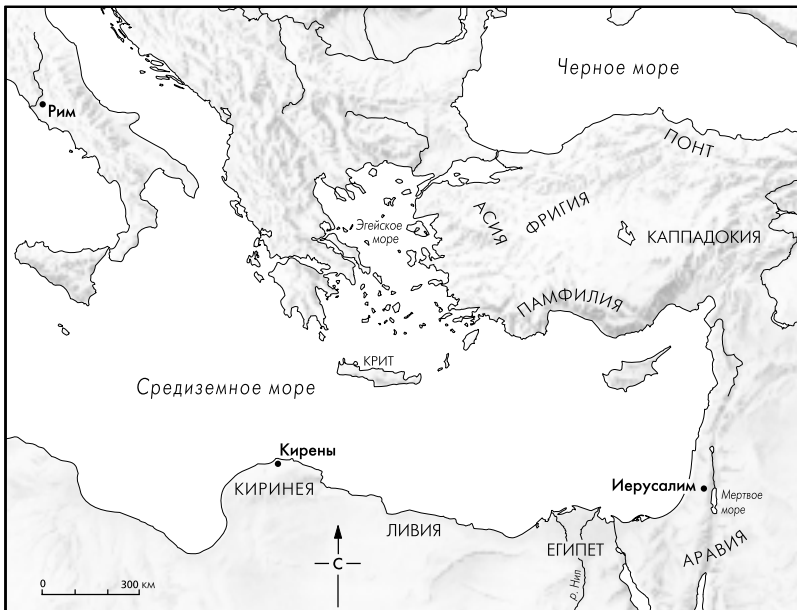 Черное море
Рим
ПОНТ
АСИЯ
ФРИГИЯ
Эгейское
море
КАППАДОКИЯ
ПАМФИЛИЯ
КРИТ
Средиземное море
Кирены
КИРИНЕЯ
Иерусалим
Мертвое
море
ЛИВИЯ
ЕГИПЕТ
АРАВИЯ
С
р. Нил
0 300 км